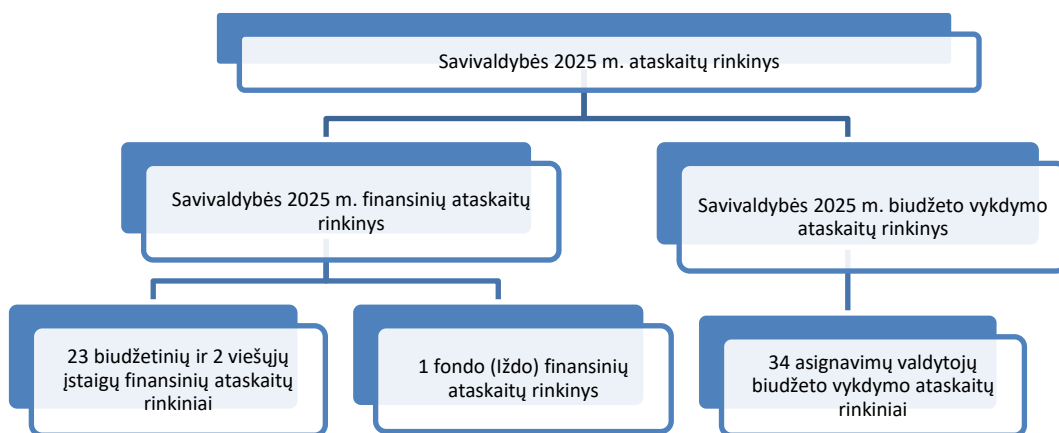 Savivaldybės 2025 m. ataskaitų rinkinys
Savivaldybės 2025 m. finansinių ataskaitų
rinkinys
Savivaldybės 2025 m. biudžeto vykdymo
ataskaitų rinkinys
23 biudžetinių ir 2 viešųjų
įstaigų finansinių ataskaitų
rinkiniai
1 fondo (Iždo) finansinių
ataskaitų rinkinys
34 asignavimų valdytojų
biudžeto vykdymo ataskaitų
rinkiniai